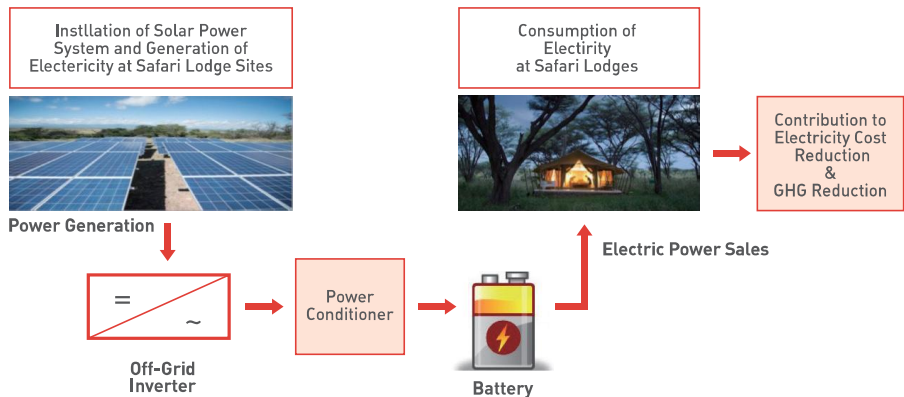 Instllation of Solar Power
System and Generation of
Electericity at Safari Lodge Sites
Consumption of
Electirity
at Safari Lodges
Contribution to
Electricity Cost
Reduction
&
GHG Reduction
Power Generation
Electric Power Sales
=
~
Power
Conditioner
Off-Grid
Inverter
Battery